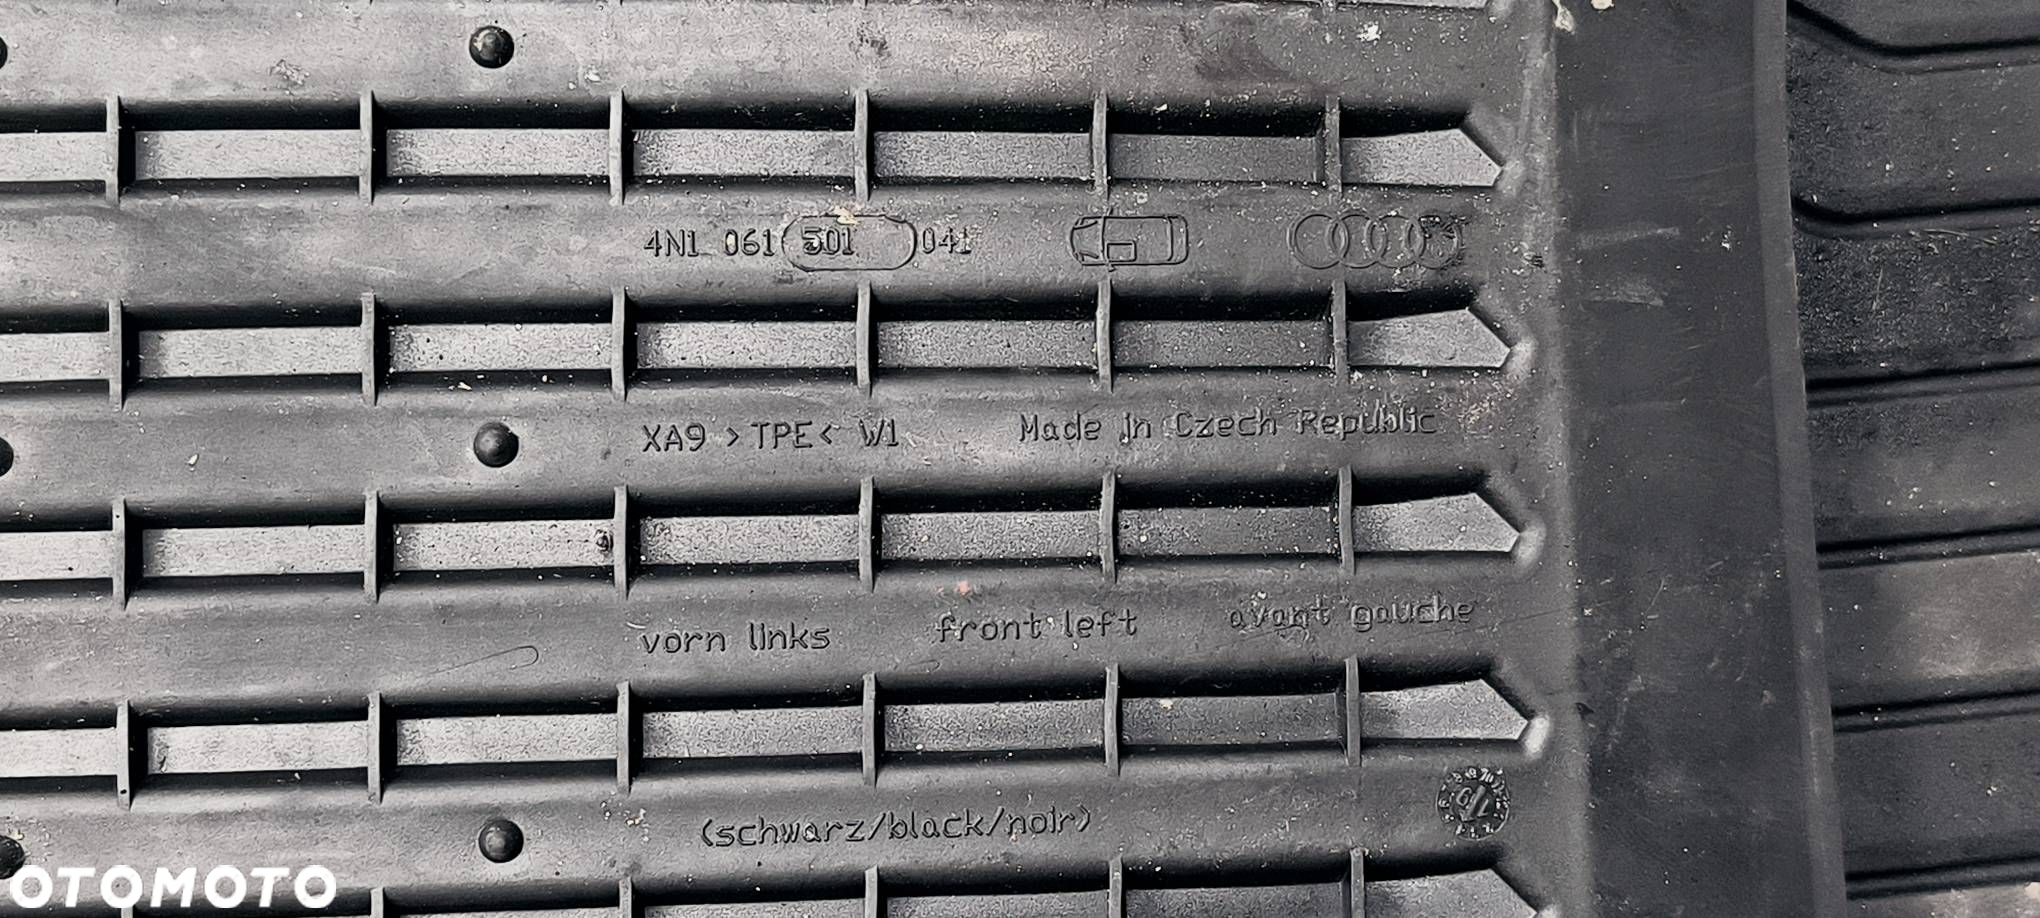 4N1 061 501 041
XA9 >TPE< W1 Made in Czech Republic
vorn links front left avant gauche
(schwarz/black/noir)
OTOMOTO